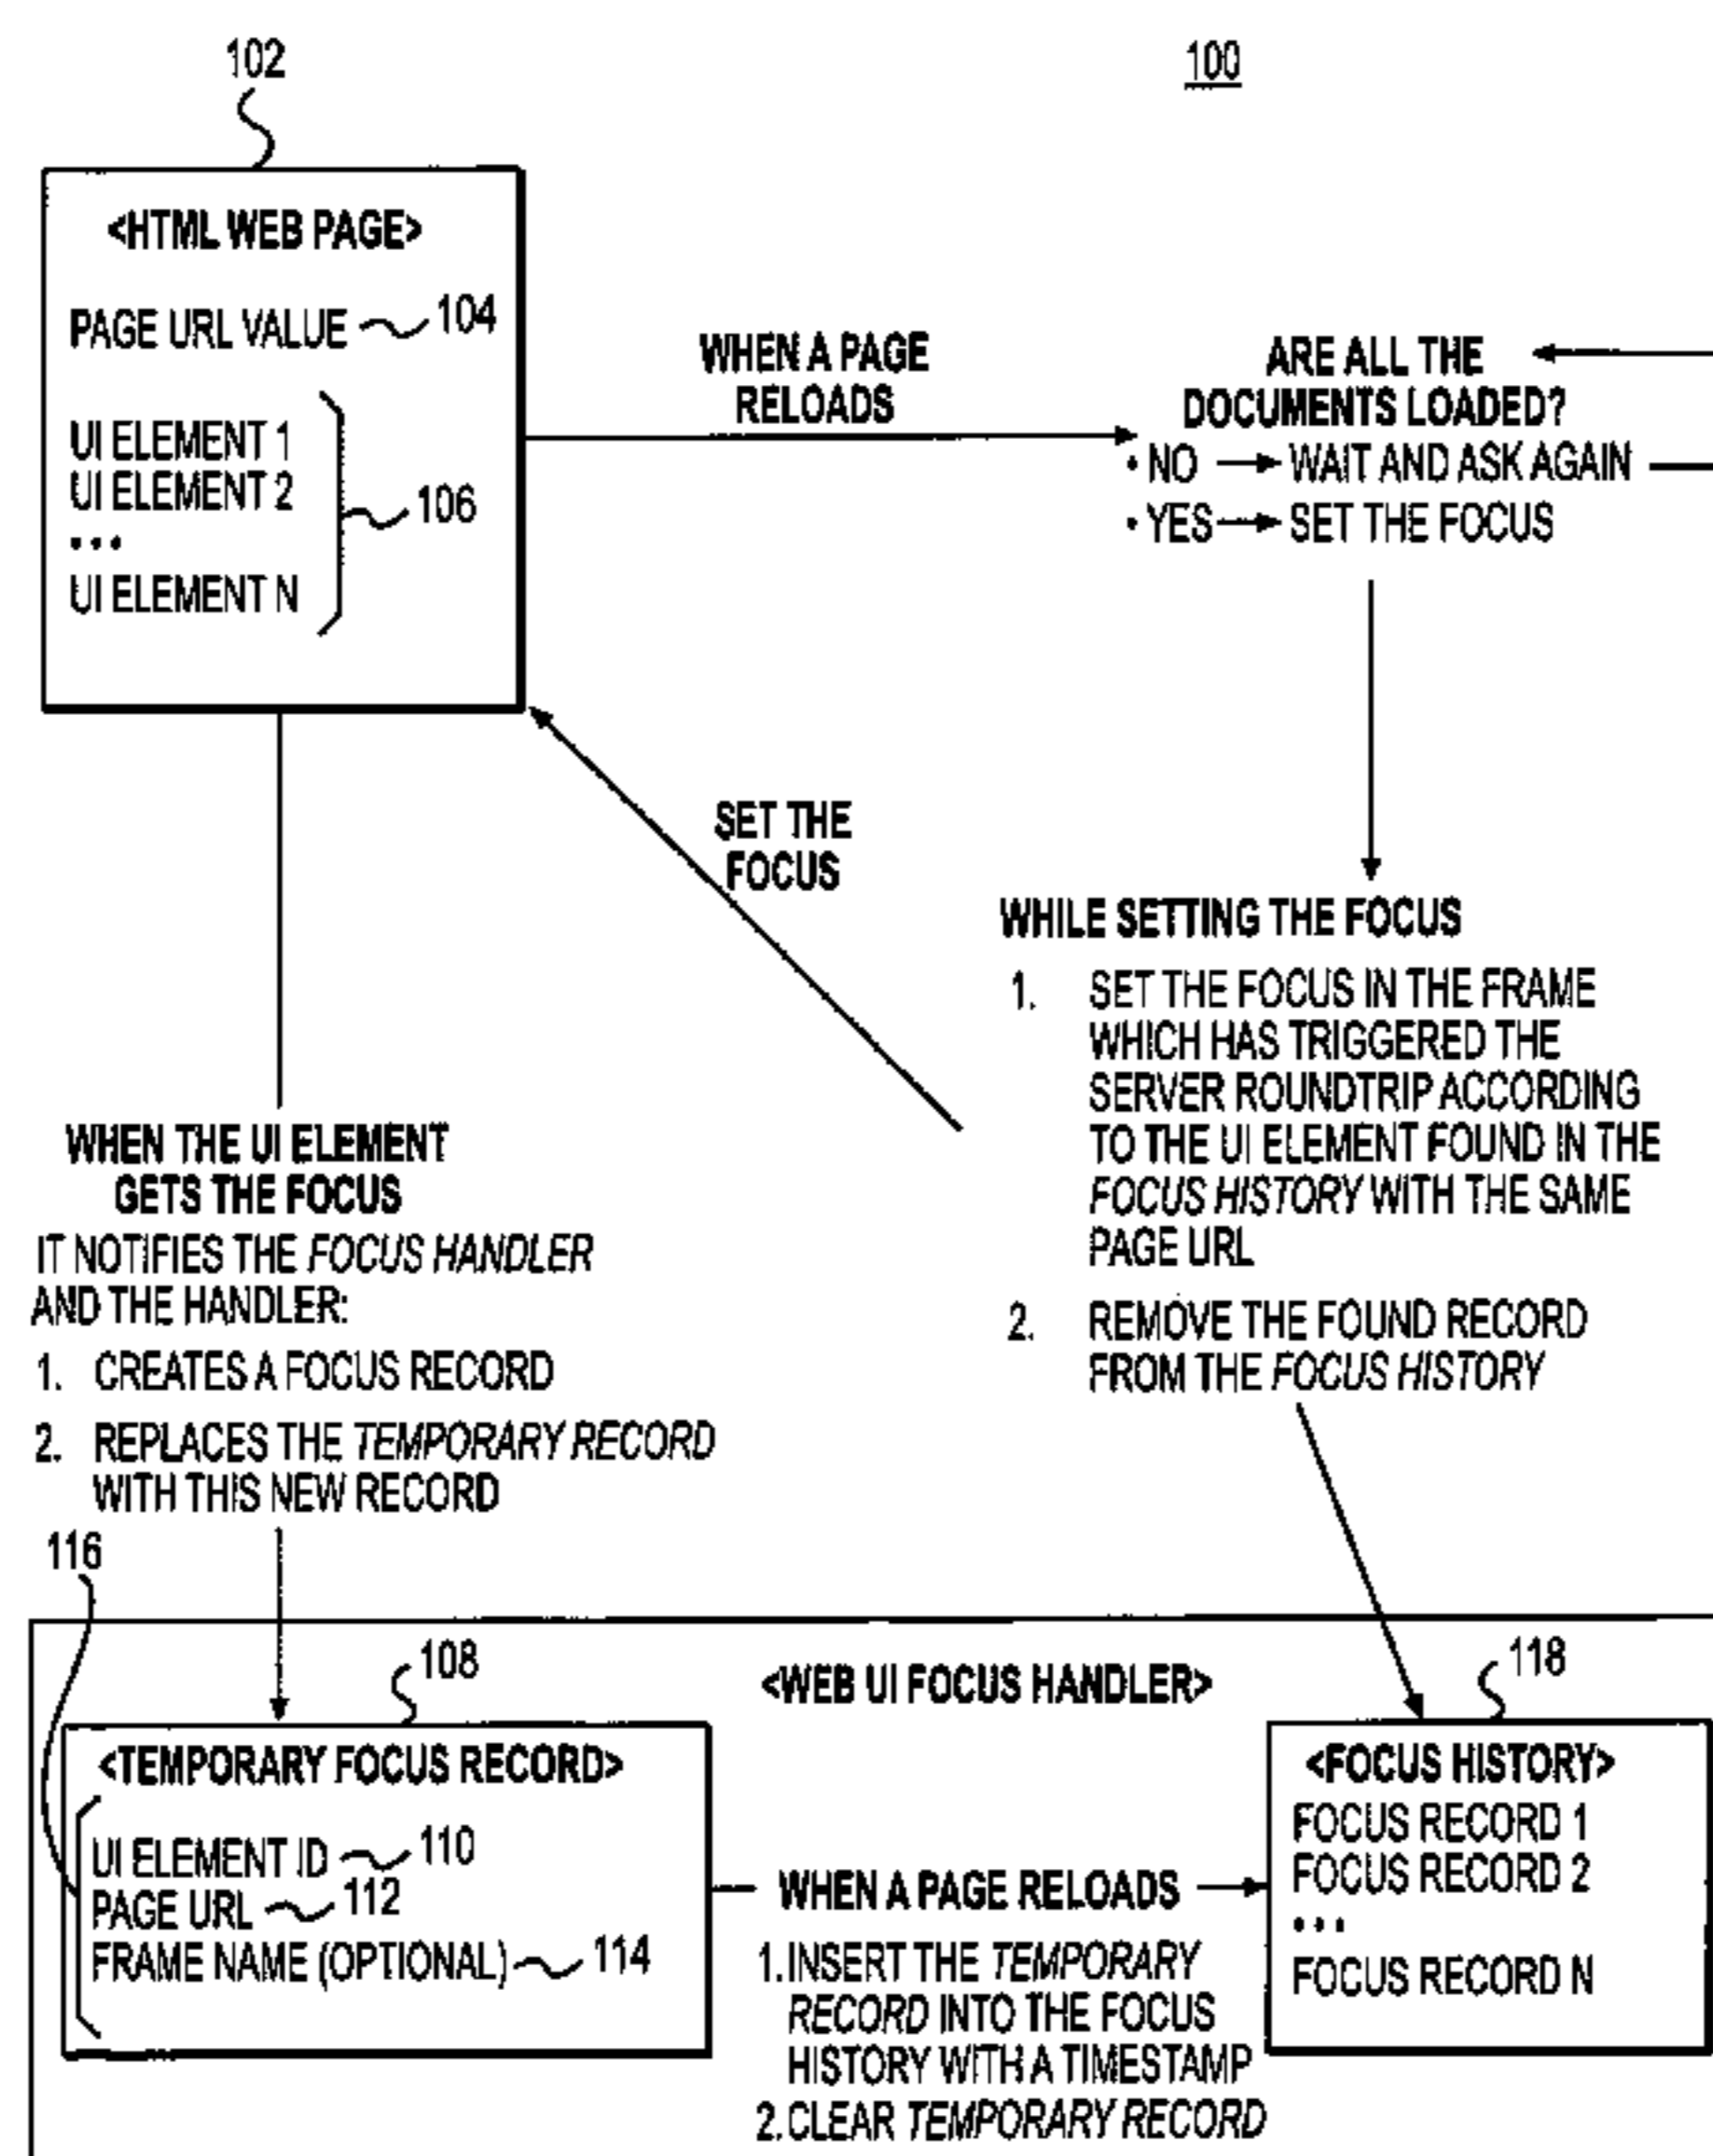 102
100
<HTML WEB PAGE>
PAGE URL VALUE 104
UI ELEMENT 1
UI ELEMENT 2
•••
UI ELEMENT N
106
WHEN A PAGE
RELOADS
ARE ALL THE
DOCUMENTS LOADED?
• NO → WAIT AND ASK AGAIN
• YES → SET THE FOCUS
SET THE
FOCUS
WHILE SETTING THE FOCUS
1. SET THE FOCUS IN THE FRAME
WHICH HAS TRIGGERED THE
SERVER ROUNDTRIP ACCORDING
TO THE UI ELEMENT FOUND IN THE
FOCUS HISTORY WITH THE SAME
PAGE URL
2. REMOVE THE FOUND RECORD
FROM THE FOCUS HISTORY
WHEN THE UI ELEMENT
GETS THE FOCUS
IT NOTIFIES THE FOCUS HANDLER
AND THE HANDLER:
1. CREATES A FOCUS RECORD
2. REPLACES THE TEMPORARY RECORD
WITH THIS NEW RECORD
116
108
<WEB UI FOCUS HANDLER>
118
<TEMPORARY FOCUS RECORD>
UI ELEMENT ID 110
PAGE URL 112
FRAME NAME (OPTIONAL) 114
WHEN A PAGE RELOADS
1. INSERT THE TEMPORARY
RECORD INTO THE FOCUS
HISTORY WITH A TIMESTAMP
2. CLEAR TEMPORARY RECORD
<FOCUS HISTORY>
FOCUS RECORD 1
FOCUS RECORD 2
•••
FOCUS RECORD N